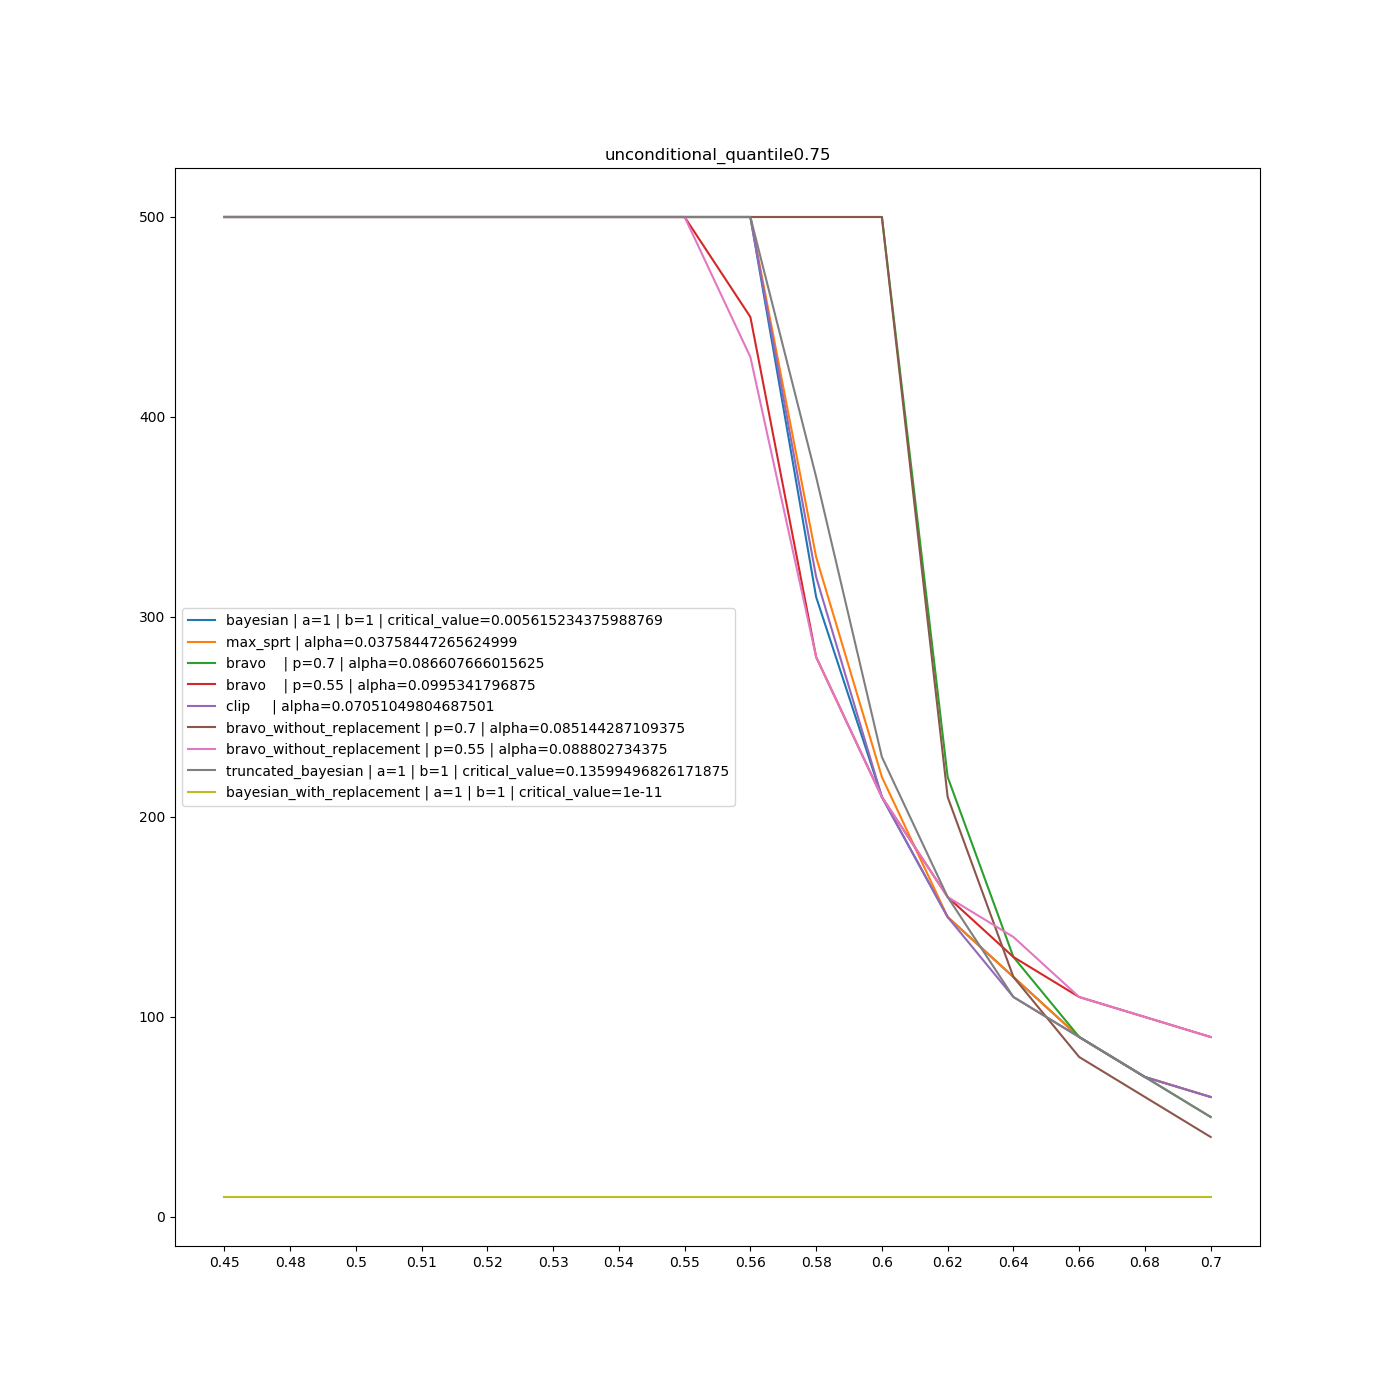 unconditional_quantile0.75
500
400
300
200
100
0
bayesian | a=1 | b=1 | critical_value=0.005615234375988769
max_sprt | alpha=0.03758447265624999
bravo    | p=0.7 | alpha=0.086607666015625
bravo    | p=0.55 | alpha=0.0995341796875
clip     | alpha=0.07051049804687501
bravo_without_replacement | p=0.7 | alpha=0.085144287109375
bravo_without_replacement | p=0.55 | alpha=0.088802734375
truncated_bayesian | a=1 | b=1 | critical_value=0.13599496826171875
bayesian_with_replacement | a=1 | b=1 | critical_value=1e-11
0.45 0.48 0.5 0.51 0.52 0.53 0.54 0.55 0.56 0.58 0.6 0.62 0.64 0.66 0.68 0.7